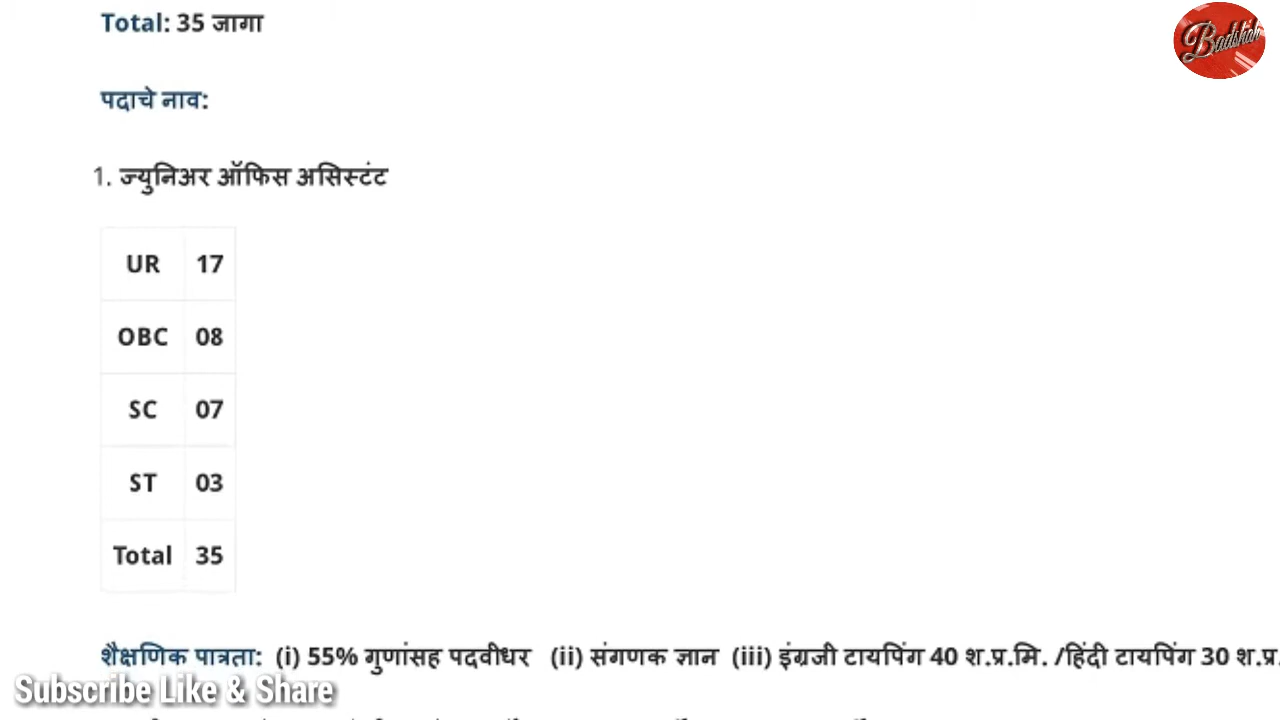 Total: 35 जागा
Badshah
पदाचे नाव:
1. ज्युनिअर ऑफिस असिस्टंट
UR 17
OBC 08
SC 07
ST 03
Total 35
शैक्षणिक पात्रता: (i) 55% गुणांसह पदवीधर (ii) संगणक ज्ञान (iii) इंग्रजी टायपिंग 40 श.प्र.मि. /हिंदी टायपिंग 30 श.प्र.
Subscribe Like & Share